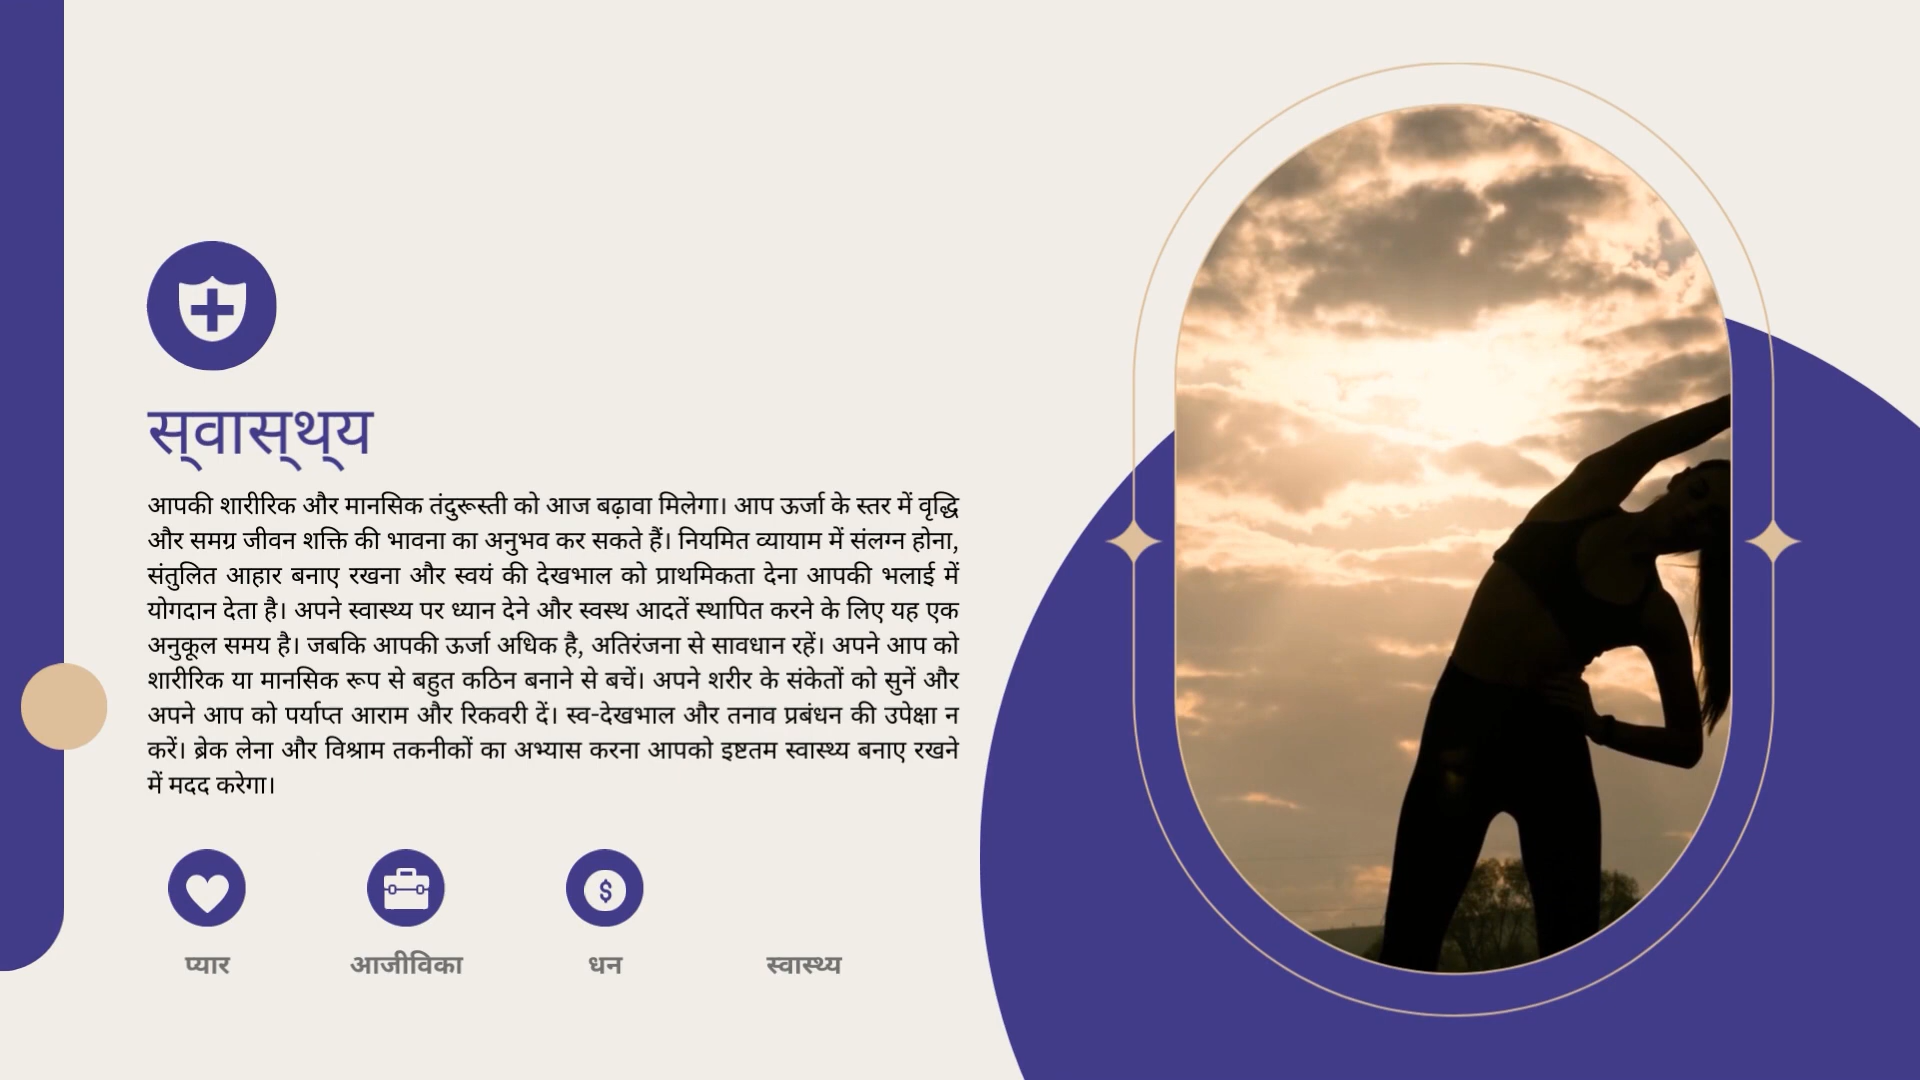 स्वास्थ्य
आपकी शारीरिक और मानसिक तंदुरूस्ती को आज बढ़ावा मिलेगा। आप ऊर्जा के स्तर में वृद्धि
और समग्र जीवन शक्ति की भावना का अनुभव कर सकते हैं। नियमित व्यायाम में संलग्न होना,
संतुलित आहार बनाए रखना और स्वयं की देखभाल को प्राथमिकता देना आपकी भलाई में
योगदान देता है। अपने स्वास्थ्य पर ध्यान देने और स्वस्थ आदतें स्थापित करने के लिए यह एक
अनुकूल समय है। जबकि आपकी ऊर्जा अधिक है, अतिरंजना से सावधान रहें। अपने आप को
शारीरिक या मानसिक रूप से बहुत कठिन बनाने से बचें। अपने शरीर के संकेतों को सुनें और
अपने आप को पर्याप्त आराम और रिकवरी दें। स्व-देखभाल और तनाव प्रबंधन की उपेक्षा न
करें। ब्रेक लेना और विश्राम तकनीकों का अभ्यास करना आपको इष्टतम स्वास्थ्य बनाए रखने
में मदद करेगा।
प्यार आजीविका धन स्वास्थ्य